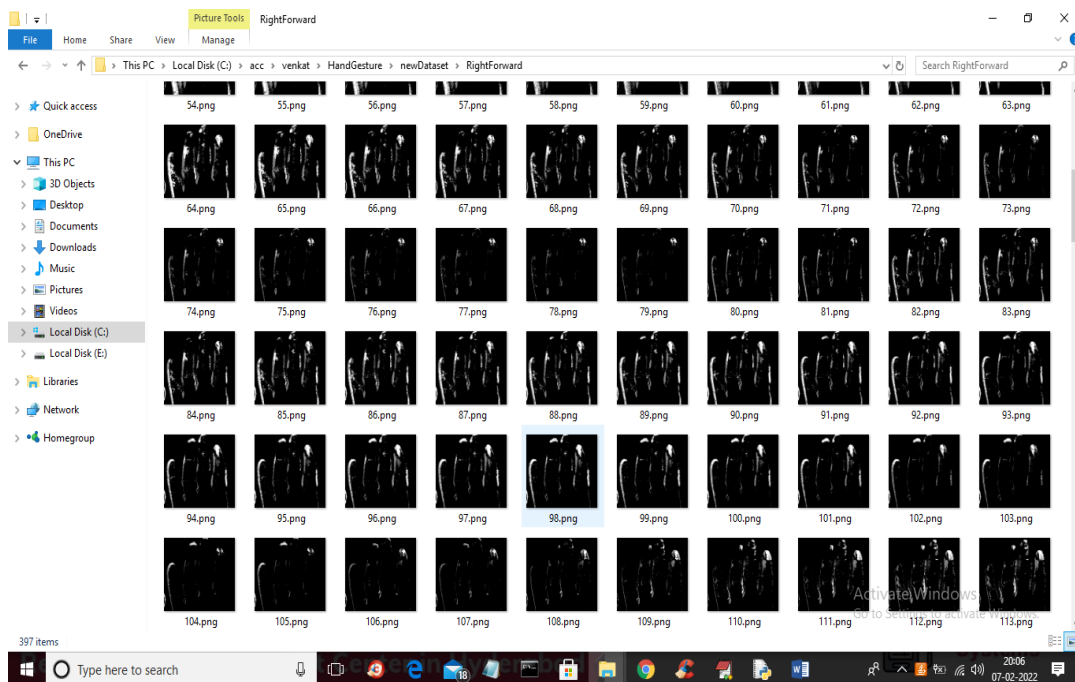 Picture Tools RightForward
File Home Share View Manage
This PC > Local Disk (C:) > acc > venkat > HandGesture > newDataset > RightForward
Search RightForward
Quick access
OneDrive
This PC
3D Objects
Desktop
Documents
Downloads
Music
Pictures
Videos
Local Disk (C:)
Local Disk (E:)
Libraries
Network
Homegroup
54.png 55.png 56.png 57.png 58.png 59.png 60.png 61.png 62.png 63.png
64.png 65.png 66.png 67.png 68.png 69.png 70.png 71.png 72.png 73.png
74.png 75.png 76.png 77.png 78.png 79.png 80.png 81.png 82.png 83.png
84.png 85.png 86.png 87.png 88.png 89.png 90.png 91.png 92.png 93.png
94.png 95.png 96.png 97.png 98.png 99.png 100.png 101.png 102.png 103.png
104.png 105.png 106.png 107.png 108.png 109.png 110.png 111.png 112.png 113.png
Activate Windows
Go to Settings to activate Windows.
397 items
Type here to search
18
20:06
07-02-2022